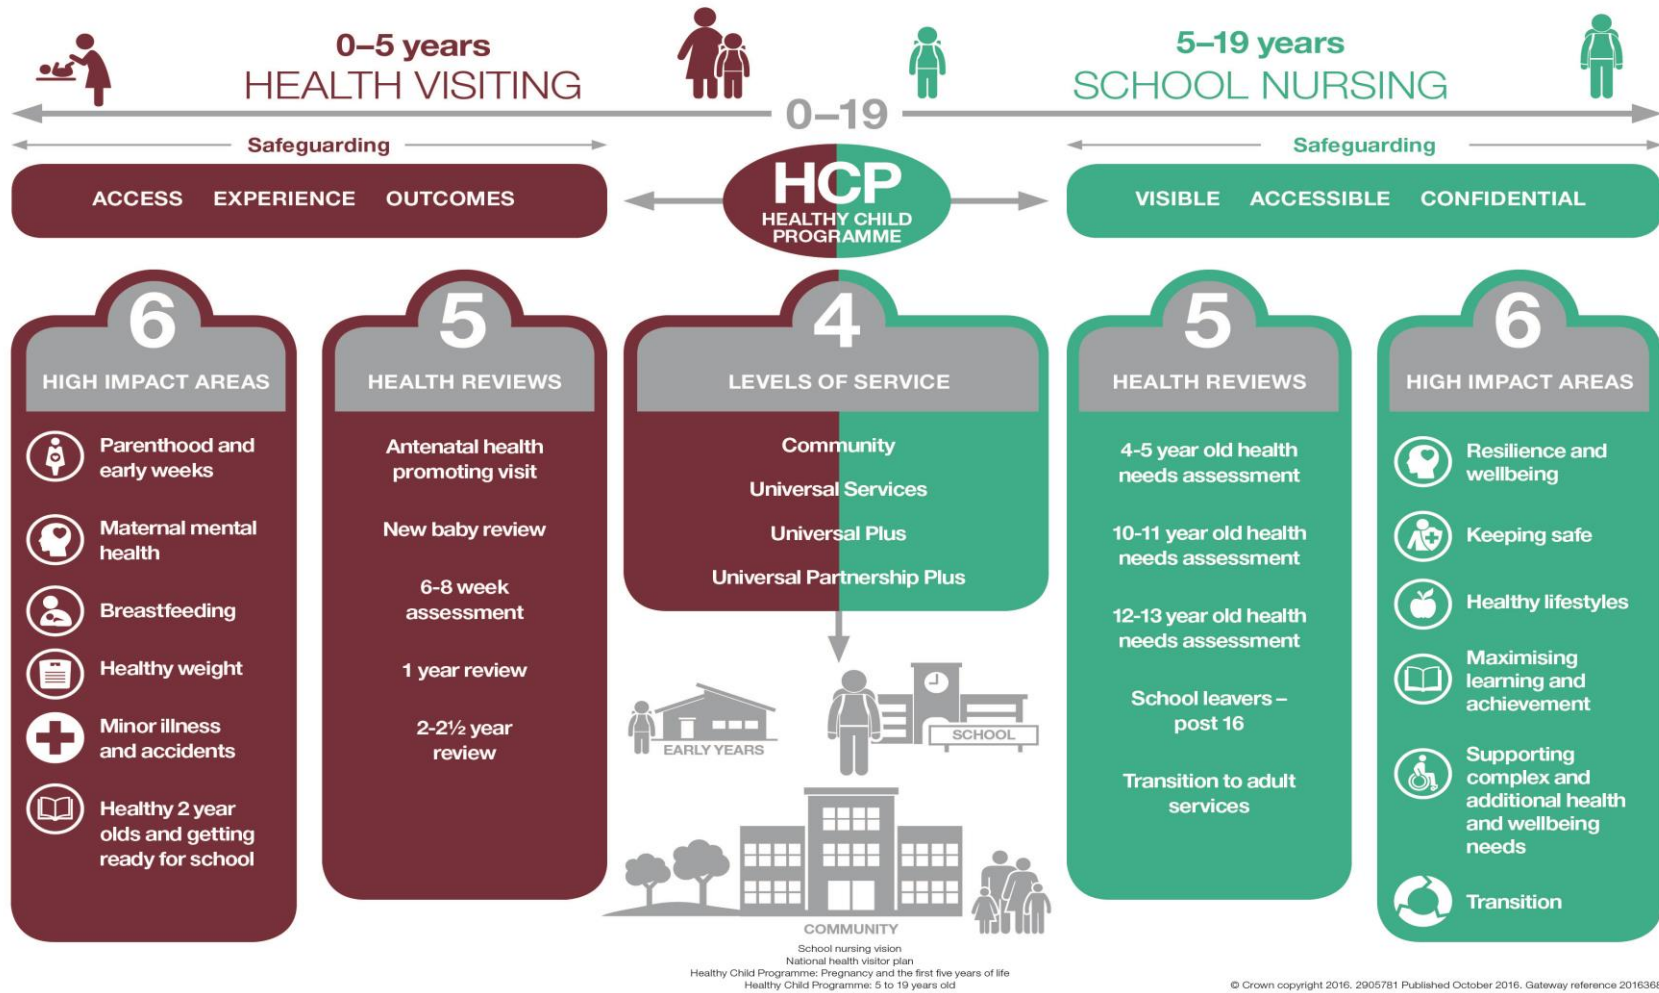 0–5 years
HEALTH VISITING
5–19 years
SCHOOL NURSING
0–19
Safeguarding
Safeguarding
ACCESS EXPERIENCE OUTCOMES
HCP
HEALTHY CHILD
PROGRAMME
VISIBLE ACCESSIBLE CONFIDENTIAL
6
HIGH IMPACT AREAS
Parenthood and
early weeks
Maternal mental
health
Breastfeeding
Healthy weight
Minor illness
and accidents
Healthy 2 year
olds and getting
ready for school
5
HEALTH REVIEWS
Antenatal health
promoting visit
New baby review
6-8 week
assessment
1 year review
2-2½ year
review
4
LEVELS OF SERVICE
Community
Universal Services
Universal Plus
Universal Partnership Plus
EARLY YEARS
SCHOOL
COMMUNITY
School nursing vision
National health visitor plan
Healthy Child Programme: Pregnancy and the first five years of life
Healthy Child Programme: 5 to 19 years old
5
HEALTH REVIEWS
4-5 year old health
needs assessment
10-11 year old health
needs assessment
12-13 year old health
needs assessment
School leavers –
post 16
Transition to adult
services
6
HIGH IMPACT AREAS
Resilience and
wellbeing
Keeping safe
Healthy lifestyles
Maximising
learning and
achievement
Supporting
complex and
additional health
and wellbeing
needs
Transition
© Crown copyright 2016. 2905781 Published October 2016. Gateway reference 2016368